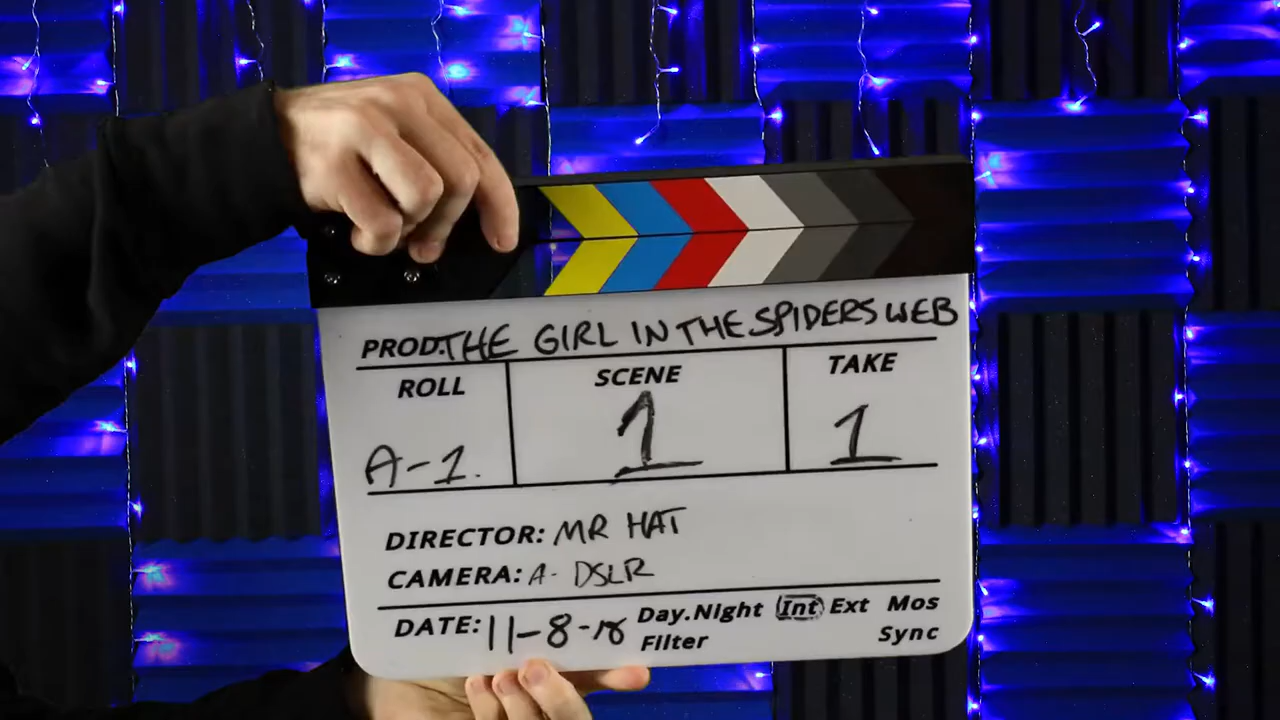 PROD. THE GIRL IN THE SPIDERS WEB
ROLL SCENE TAKE
A-1. 1 1
DIRECTOR: MR HAT
CAMERA: A- DSLR
DATE: 11-8-18 Day.Night Int Ext Mos
Filter Sync